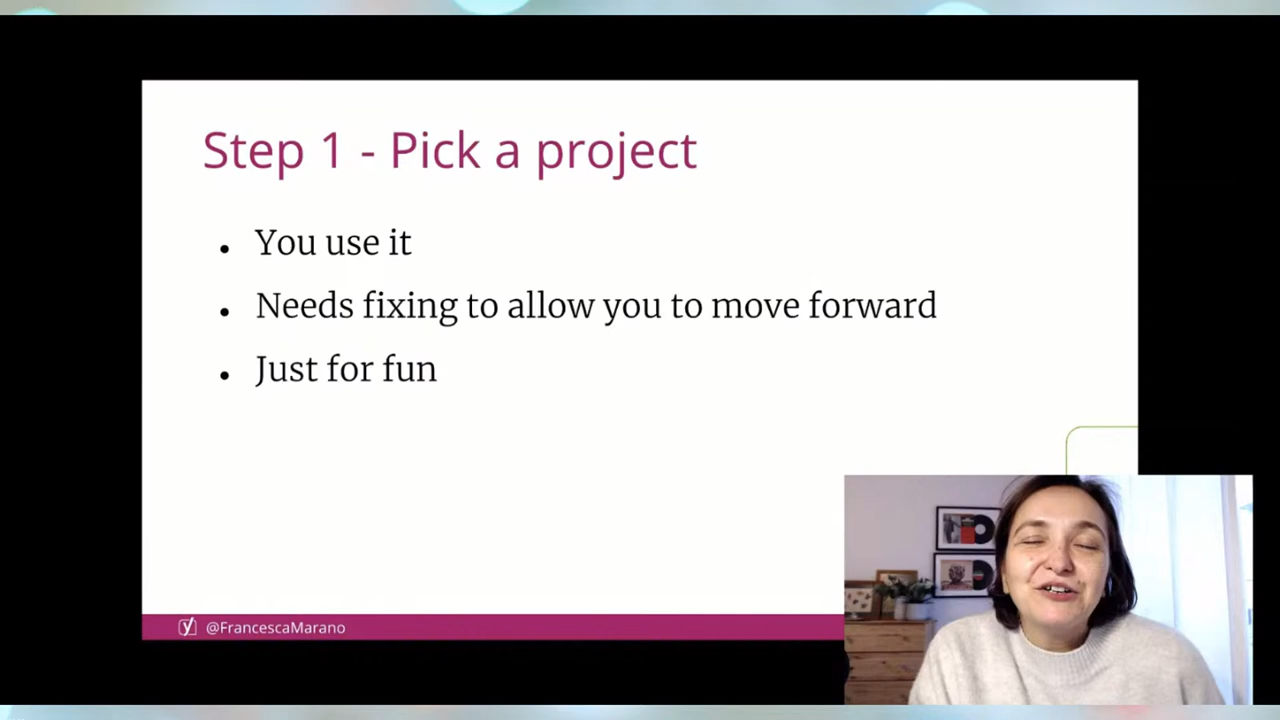 Step 1 - Pick a project
You use it
Needs fixing to allow you to move forward
Just for fun
@FrancescaMarano